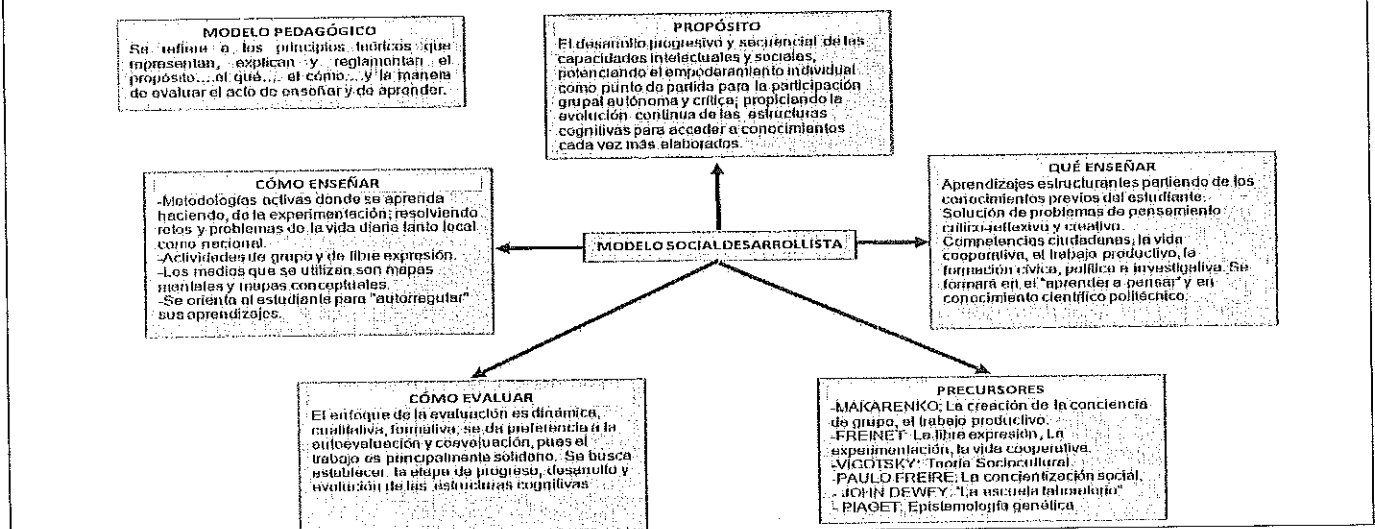 MODELO PEDAGÓGICO
Se refiere a los principios teóricos que
representan, explican y reglamentan el
propósito....el qué.... el cómo....y la manera
de evaluar el acto de enseñar y de aprender.
PROPÓSITO
El desarrollo progresivo y secuencial de las
capacidades intelectuales y sociales,
potenciando el empoderamiento individual
como punto de partida para la participación
grupal autónoma y crítica; propiciando la
evolución continua de las estructuras
cognitivas para acceder a conocimientos
cada vez más elaborados.
CÓMO ENSEÑAR
-Metodologías activas donde se aprenda
haciendo, de la experimentación; resolviendo
retos y problemas de la vida diaria tanto local
como nacional.
-Actividades de grupo y de libre expresión.
-Los medios que se utilizan son mapas
mentales y mapas conceptuales.
-Se orienta al estudiante para "autorregular"
sus aprendizajes.
MODELO SOCIAL DESARROLLISTA
QUÉ ENSEÑAR
Aprendizajes estructurantes partiendo de los
conocimientos previos del estudiante.
Solución de problemas de pensamiento
crítico-reflexivo y creativo.
Competencias ciudadanas, la vida
cooperativa, el trabajo productivo, la
formación cívica, política e investigativa. Se
formará en el "aprender a pensar" y en
conocimiento científico politécnico.
CÓMO EVALUAR
El enfoque de la evaluación es dinámica,
cualitativa, formativa; se da preferencia a la
autoevaluación y coevaluación, pues el
trabajo es principalmente solidario. Se busca
establecer la etapa de progreso, desarrollo y
evolución de las estructuras cognitivas
PRECURSORES
-MAKARENKO: La creación de la conciencia
de grupo, el trabajo productivo.
-FREINET: La libre expresión, La
experimentación, la vida cooperativa.
-VIGOTSKY: Teoría Sociocultural.
-PAULO FREIRE: La concientización social.
- JOHN DEWEY: "La escuela laboratorio"
- PIAGET: Epistemología genética